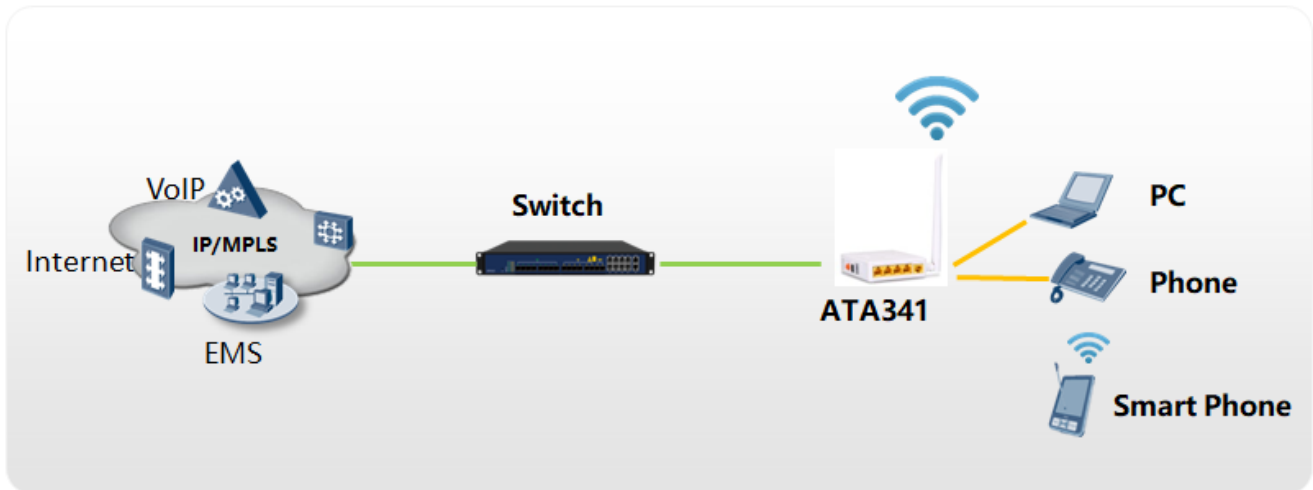 VoIP
IP/MPLS
Internet
EMS
Switch
ATA341
PC
Phone
Smart Phone